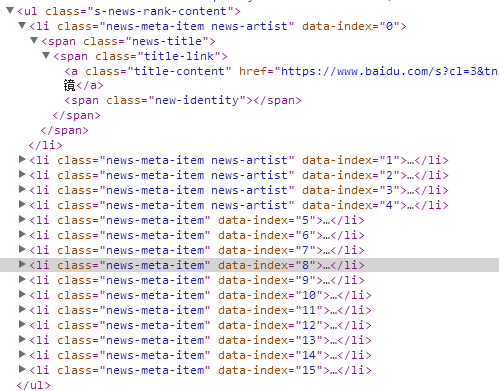 ▼<ul class="s-news-rank-content">
▼<li class="news-meta-item news-artist" data-index="0">
▼<span class="news-title">
▼<span class="title-link">
<a class="title-content" href="https://www.baidu.com/s?cl=3&tn
镜</a>
<span class="new-identity"></span>
</span>
</span>
</li>
▶<li class="news-meta-item news-artist" data-index="1">…</li>
▶<li class="news-meta-item news-artist" data-index="2">…</li>
▶<li class="news-meta-item news-artist" data-index="3">…</li>
▶<li class="news-meta-item news-artist" data-index="4">…</li>
▶<li class="news-meta-item" data-index="5">…</li>
▶<li class="news-meta-item" data-index="6">…</li>
▶<li class="news-meta-item" data-index="7">…</li>
▶<li class="news-meta-item" data-index="8">…</li>
▶<li class="news-meta-item" data-index="9">…</li>
▶<li class="news-meta-item" data-index="10">…</li>
▶<li class="news-meta-item" data-index="11">…</li>
▶<li class="news-meta-item" data-index="12">…</li>
▶<li class="news-meta-item" data-index="13">…</li>
▶<li class="news-meta-item" data-index="14">…</li>
▶<li class="news-meta-item" data-index="15">…</li>
</ul>